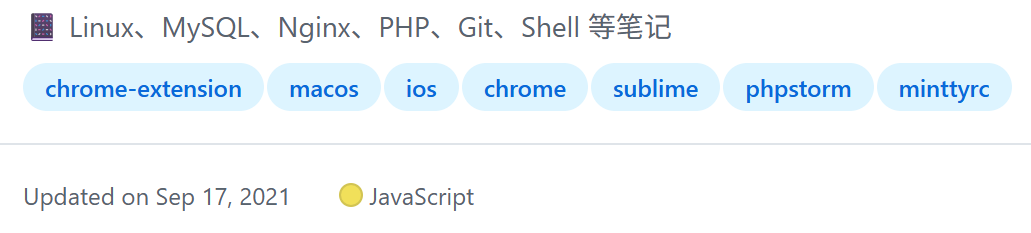 Linux、MySQL、Nginx、PHP、Git、Shell 等笔记
chrome-extension macos ios chrome sublime phpstorm minttyrc
Updated on Sep 17, 2021 JavaScript